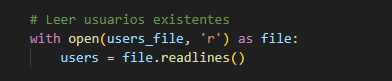 # Leer usuarios existentes
with open(users_file, 'r') as file:
    users = file.readlines()